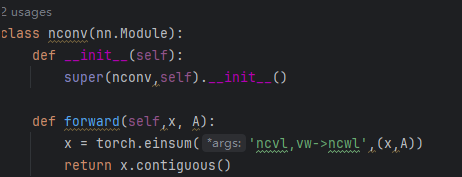 2 usages
class nconv(nn.Module):
    def __init__(self):
        super(nconv,self).__init__()
    def forward(self,x, A):
        x = torch.einsum( *args: 'ncvl,vw->ncwl',(x,A))
        return x.contiguous()